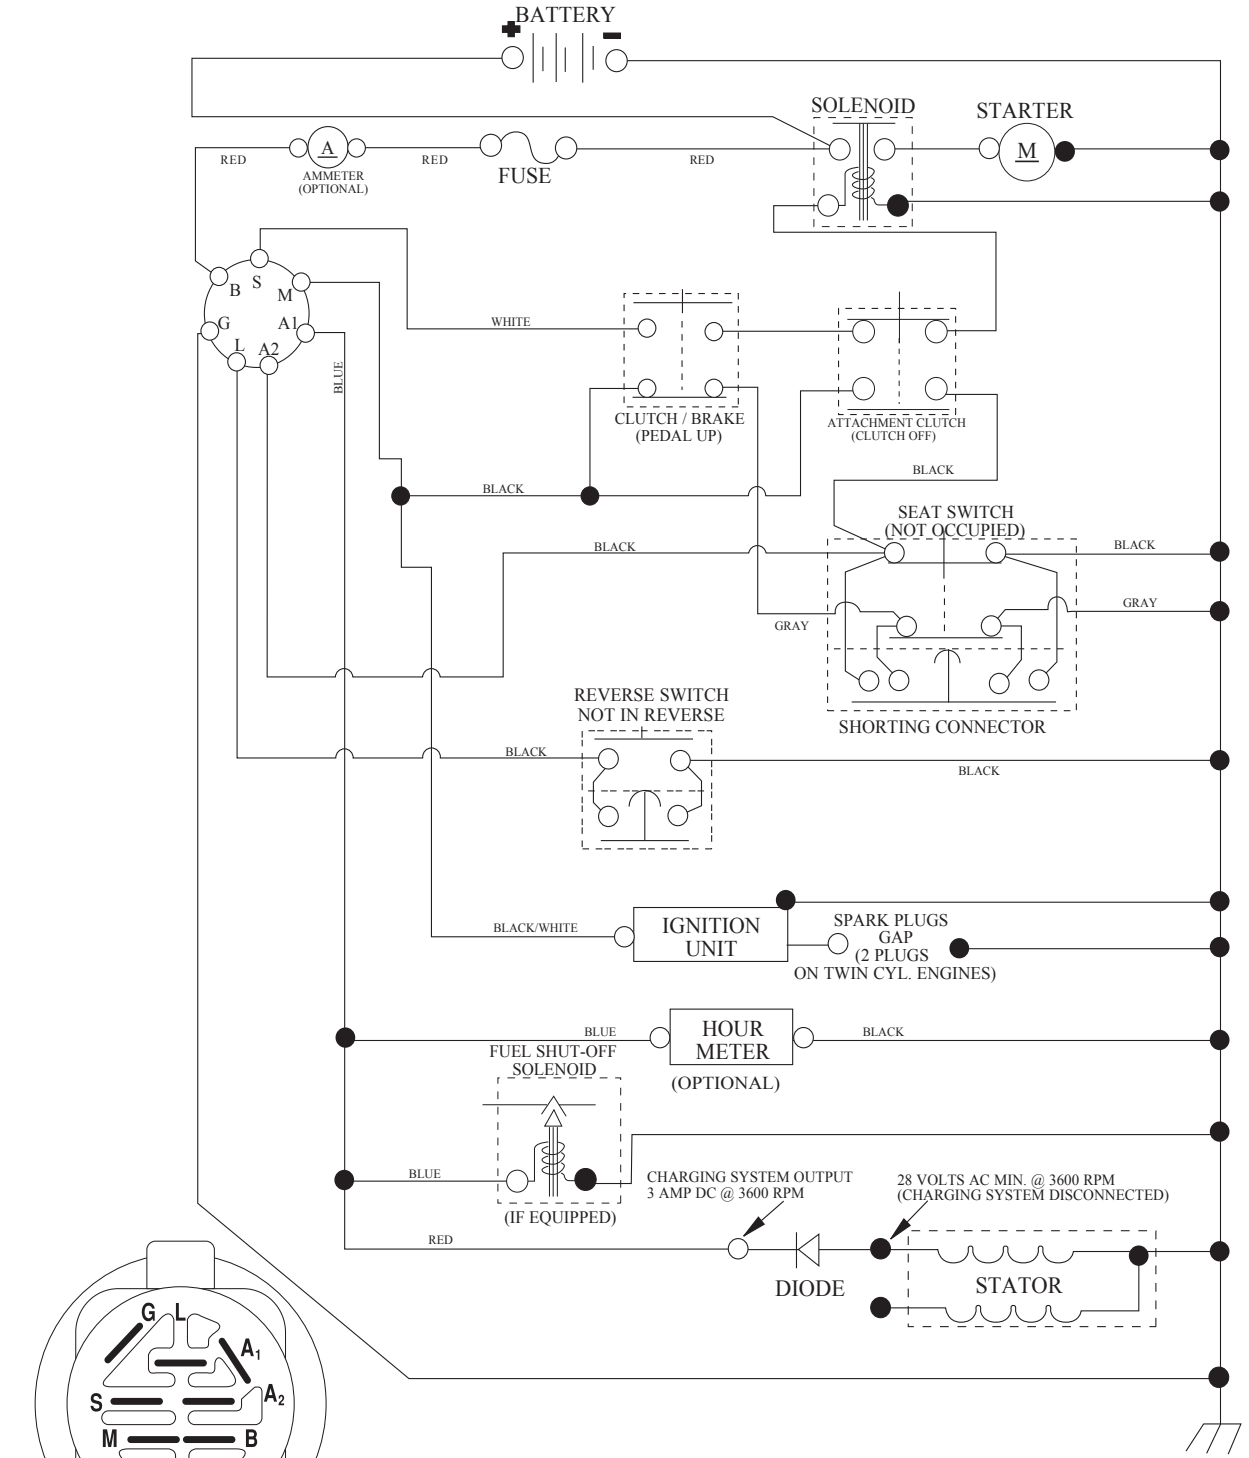 BATTERY
SOLENOID
STARTER
RED
A
RED
RED
M
AMMETER
(OPTIONAL)
FUSE
B
S
M
G
A1
L
A2
WHITE
BLUE
CLUTCH / BRAKE
(PEDAL UP)
ATTACHMENT CLUTCH
(CLUTCH OFF)
BLACK
BLACK
SEAT SWITCH
(NOT OCCUPIED)
BLACK
BLACK
GRAY
GRAY
REVERSE SWITCH
NOT IN REVERSE
SHORTING CONNECTOR
BLACK
BLACK
BLACK/WHITE
IGNITION
UNIT
SPARK PLUGS
GAP
(2 PLUGS
ON TWIN CYL. ENGINES)
BLUE
HOUR
METER
BLACK
(OPTIONAL)
FUEL SHUT-OFF
SOLENOID
BLUE
(IF EQUIPPED)
CHARGING SYSTEM OUTPUT
3 AMP DC @ 3600 RPM
28 VOLTS AC MIN. @ 3600 RPM
(CHARGING SYSTEM DISCONNECTED)
RED
DIODE
STATOR
G
L
A1
S
A2
M
B